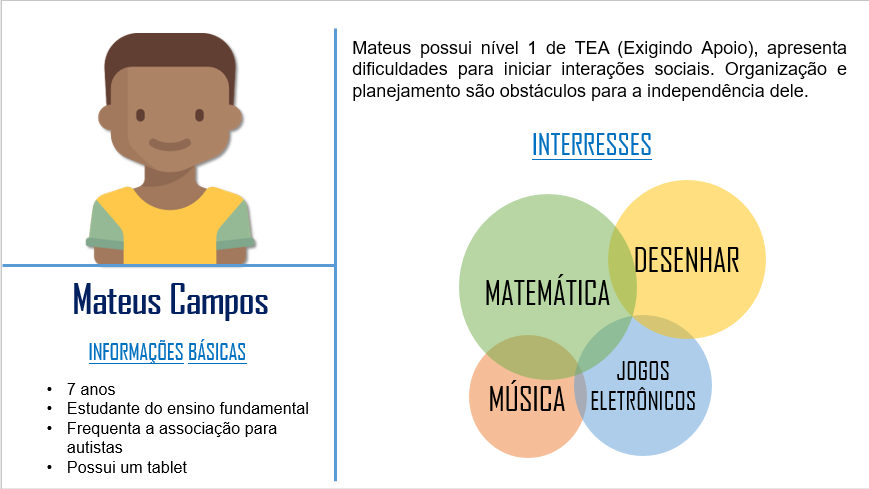 Mateus Campos
INFORMAÇÕES BÁSICAS
• 7 anos
• Estudante do ensino fundamental
• Frequenta a associação para
autistas
• Possui um tablet
Mateus possui nível 1 de TEA (Exigindo Apoio), apresenta
dificuldades para iniciar interações sociais. Organização e
planejamento são obstáculos para a independência dele.
INTERRESSES
MATEMÁTICA
DESENHAR
MÚSICA
JOGOS
ELETRÔNICOS